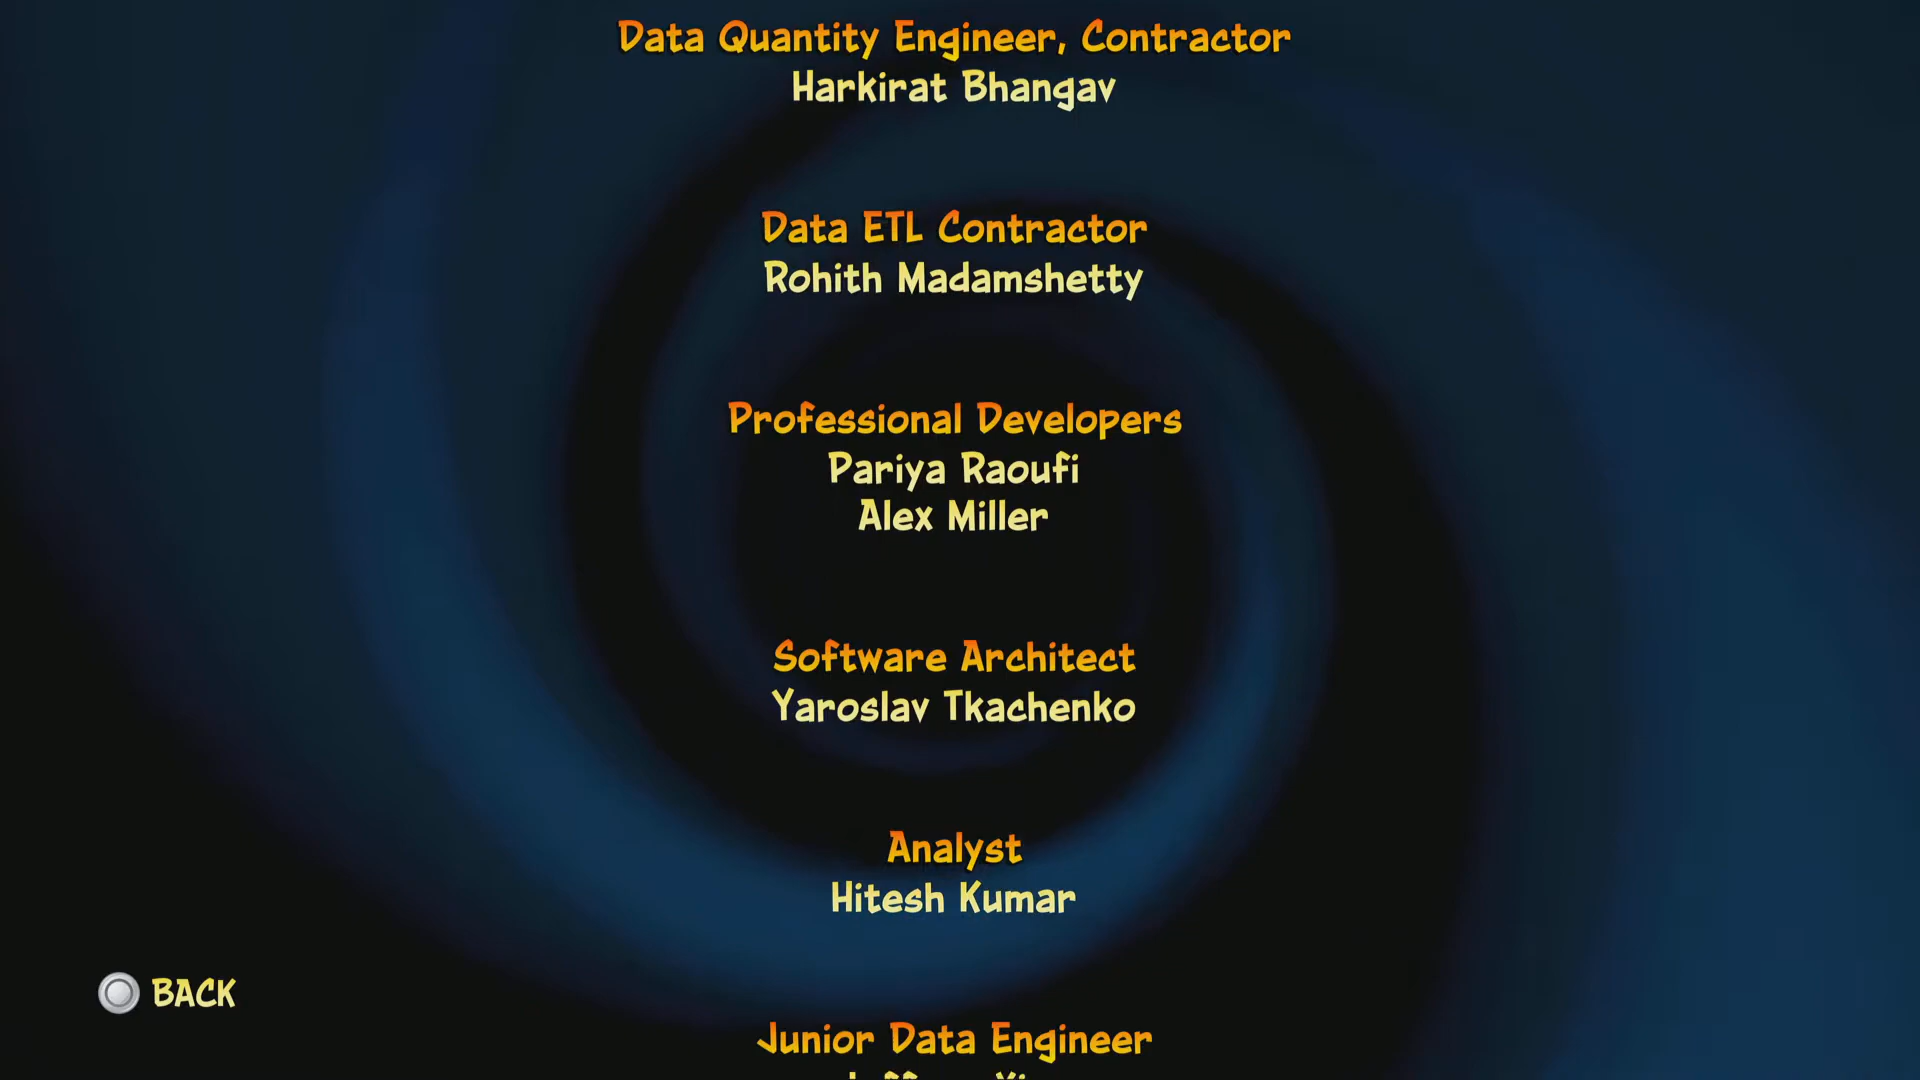 Data Quantity Engineer, Contractor
Harkirat Bhangav
Data ETL Contractor
Rohith Madamshetty
Professional Developers
Pariya Raoufi
Alex Miller
Software Architect
Yaroslav Tkachenko
Analyst
Hitesh Kumar
BACK
Junior Data Engineer